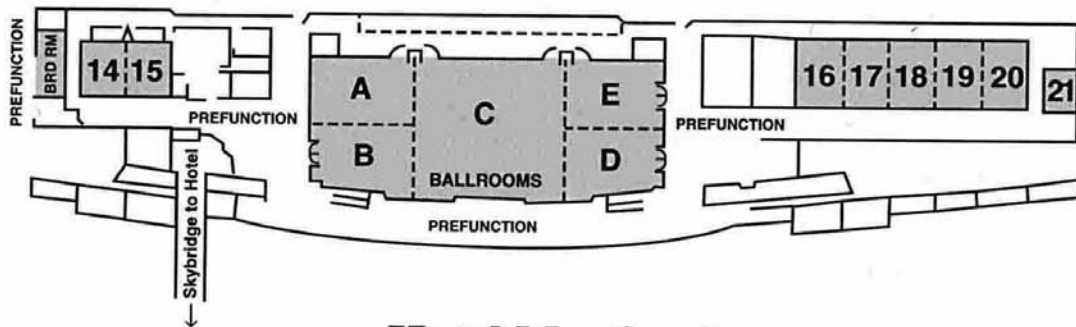 PREFUNCTION
BRD RM
14
15
PREFUNCTION
A
B
C
E
D
BALLROOMS
PREFUNCTION
PREFUNCTION
16
17
18
19
20
21
Skybridge to Hotel